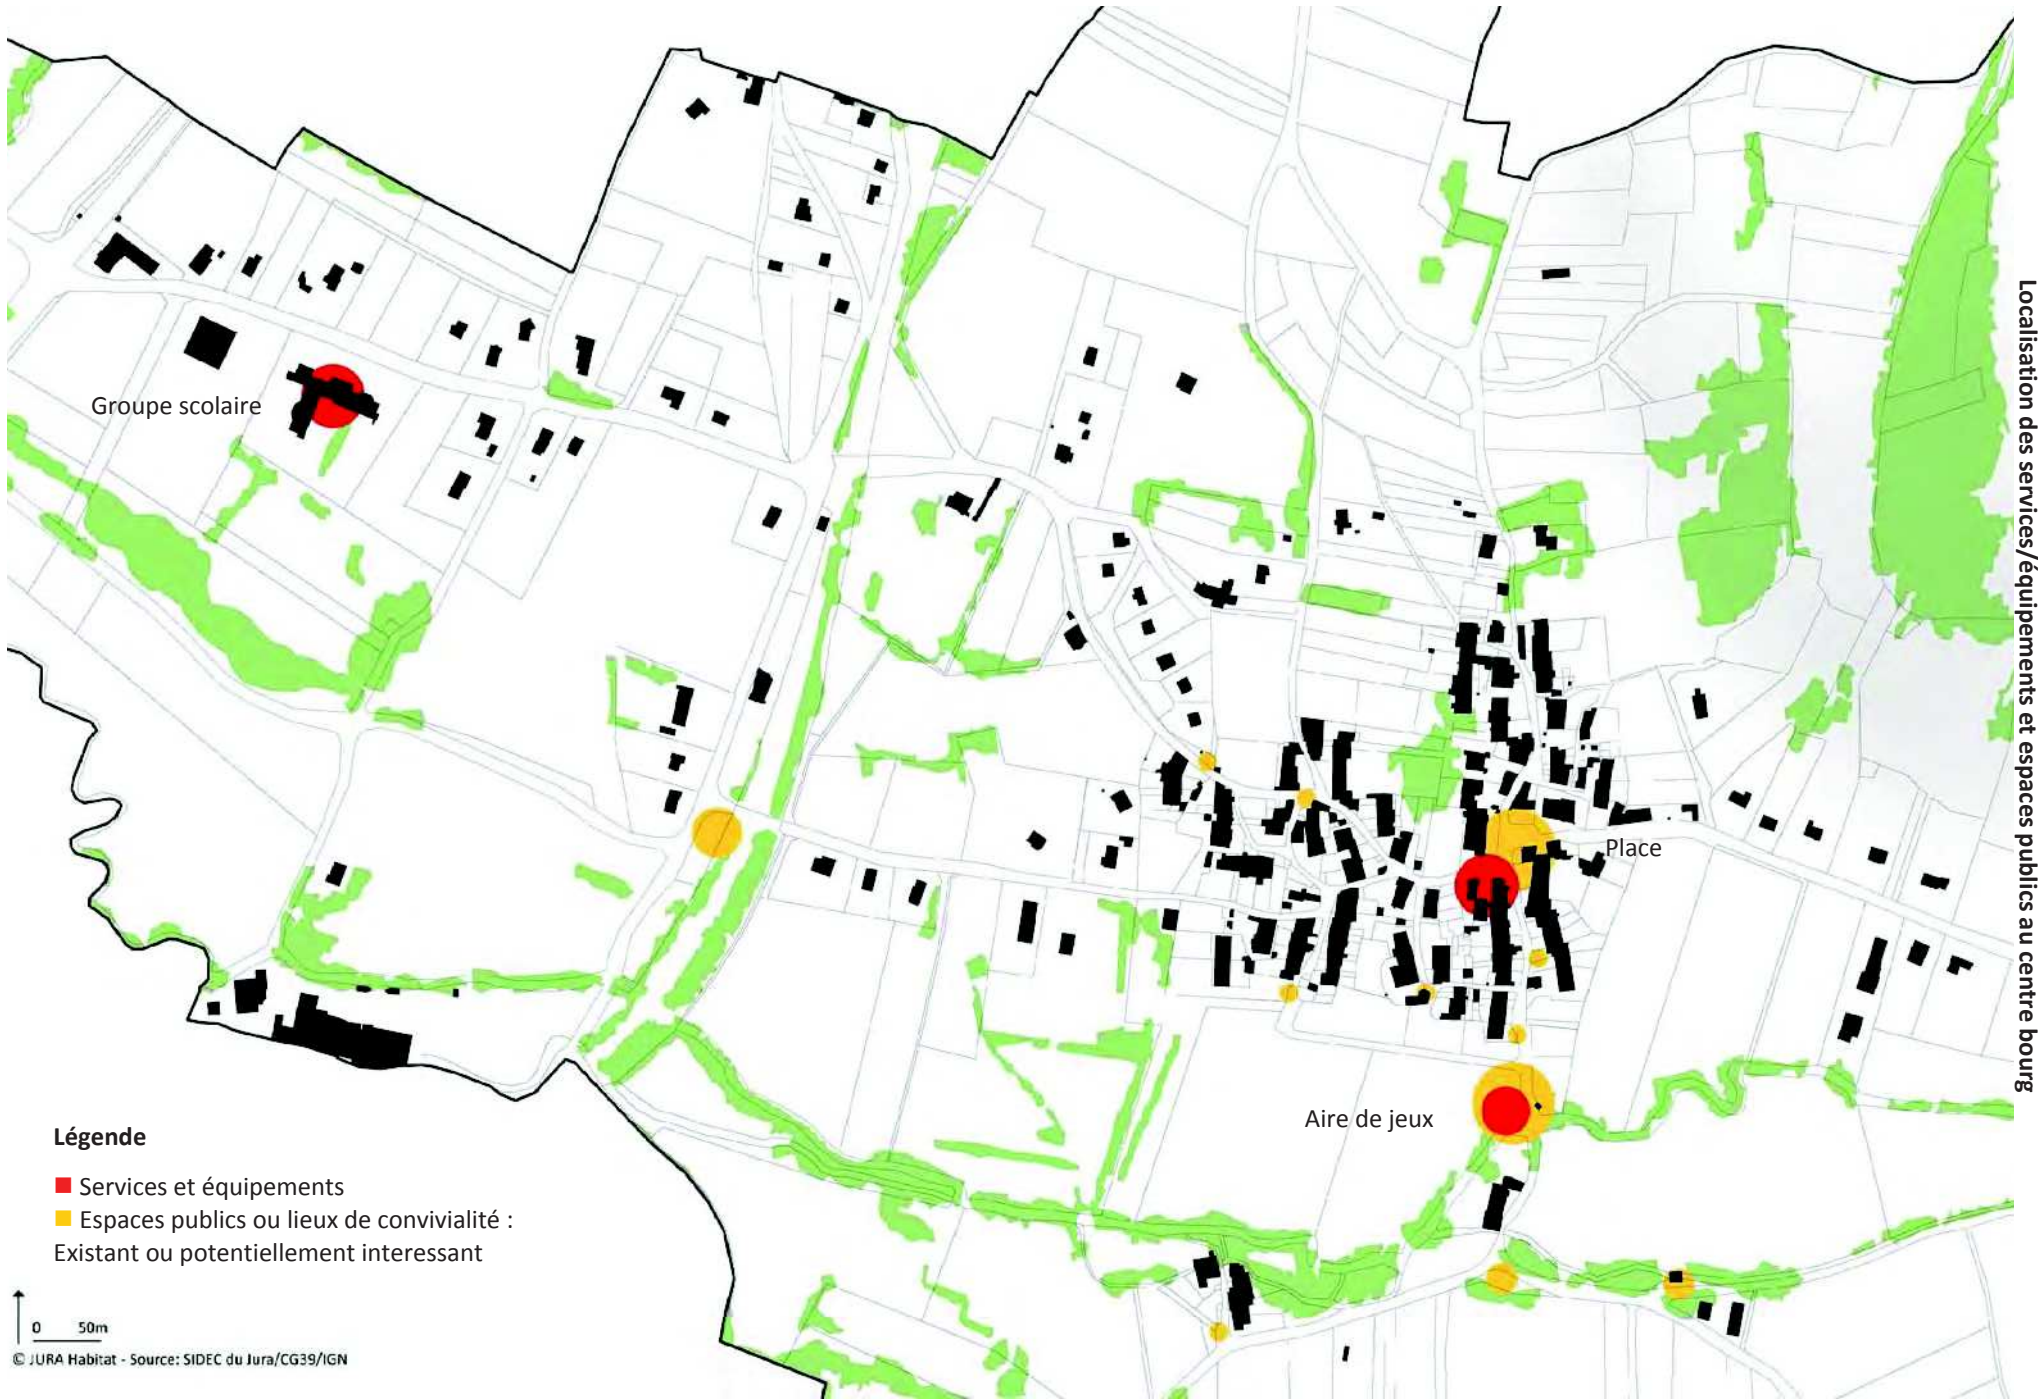 Localisation des services/équipements et espaces publics au centre bourg
Groupe scolaire
Place
Aire de jeux
Légende
Services et équipements
Espaces publics ou lieux de convivialité :
Existant ou potentiellement interessant
0 50m
© JURA Habitat - Source: SIDEC du Jura/CG39/IGN